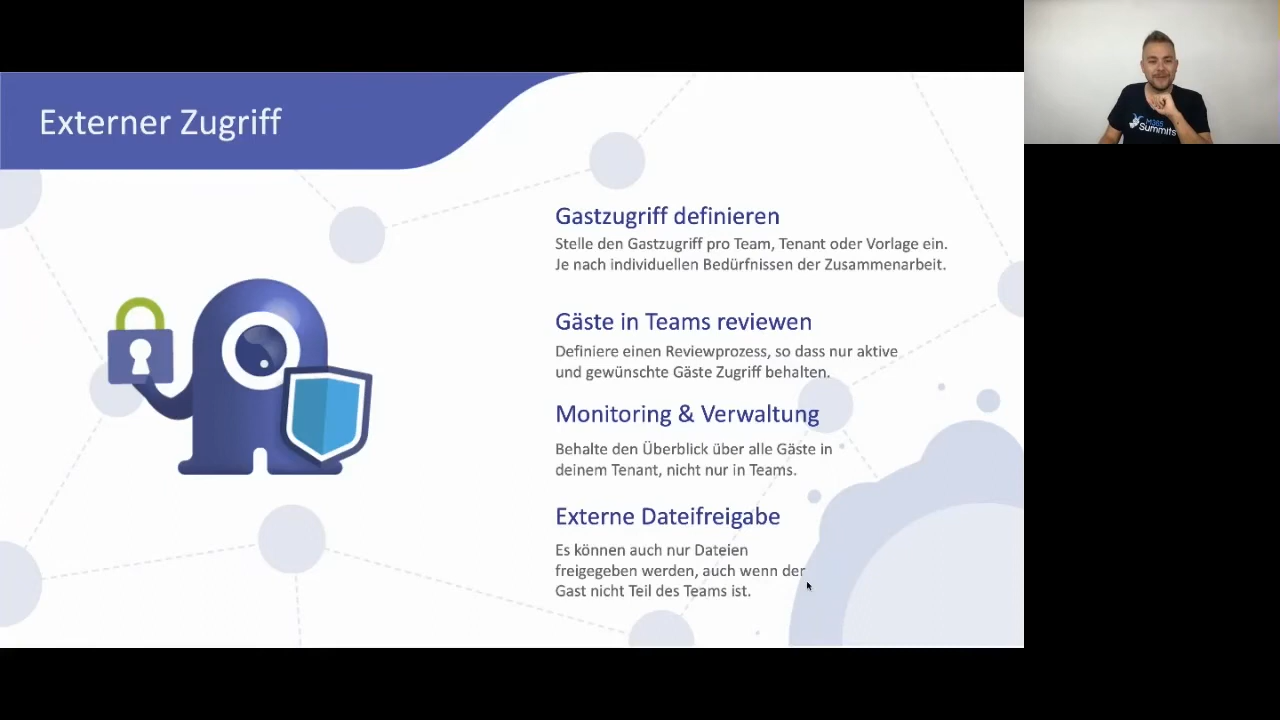 Externer Zugriff
Gastzugriff definieren
Stelle den Gastzugriff pro Team, Tenant oder Vorlage ein.
Je nach individuellen Bedürfnissen der Zusammenarbeit.
Gäste in Teams reviewen
Definiere einen Reviewprozess, so dass nur aktive
und gewünschte Gäste Zugriff behalten.
Monitoring & Verwaltung
Behalte den Überblick über alle Gäste in
deinem Tenant, nicht nur in Teams.
Externe Dateifreigabe
Es können auch nur Dateien
freigegeben werden, auch wenn der
Gast nicht Teil des Teams ist.
M365
Summits